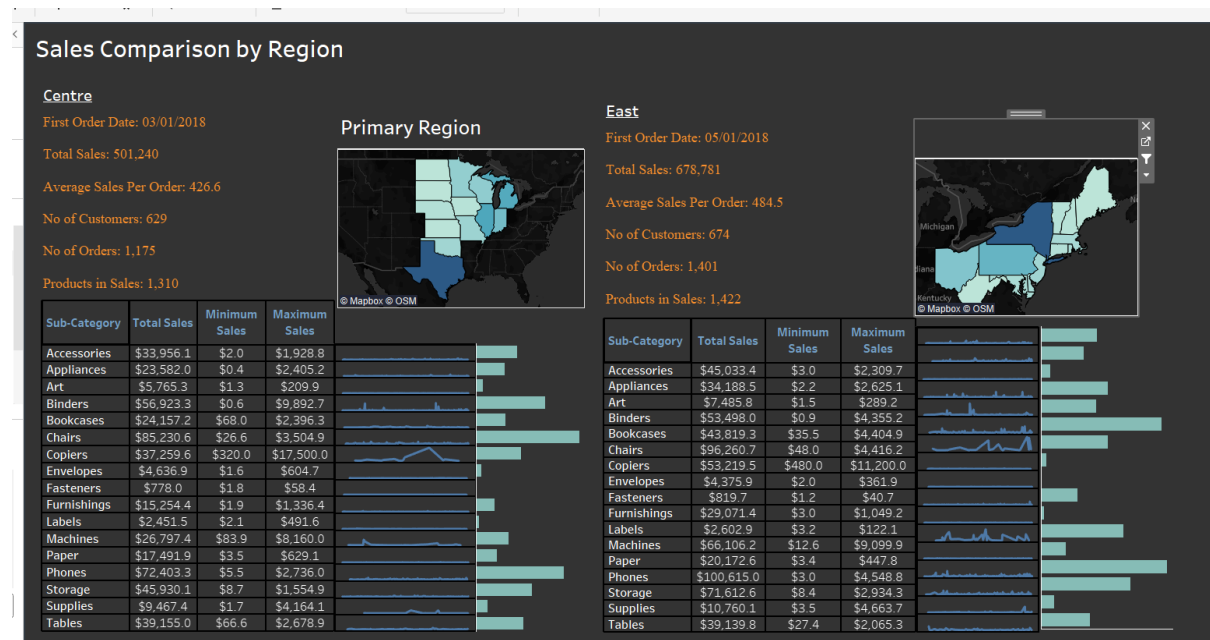 Sales Comparison by Region
Centre
First Order Date: 03/01/2018
Total Sales: 501,240
Average Sales Per Order: 426.6
No of Customers: 629
No of Orders: 1,175
Products in Sales: 1,310
Primary Region
© Mapbox © OSM
Sub-Category Total Sales Minimum Sales Maximum Sales
Accessories $33,956.1 $2.0 $1,928.8
Appliances $23,582.0 $0.4 $2,405.2
Art $5,765.3 $1.3 $209.9
Binders $56,923.3 $0.6 $9,892.7
Bookcases $24,157.2 $68.0 $2,396.3
Chairs $85,230.6 $26.6 $3,504.9
Copiers $37,259.6 $320.0 $17,500.0
Envelopes $4,636.9 $1.6 $604.7
Fasteners $778.0 $1.8 $58.4
Furnishings $15,254.4 $1.9 $1,336.4
Labels $2,451.5 $2.1 $491.6
Machines $26,797.4 $83.9 $8,160.0
Paper $17,491.9 $3.5 $629.1
Phones $72,403.3 $5.5 $2,736.0
Storage $45,930.1 $8.7 $1,554.9
Supplies $9,467.4 $1.7 $4,164.1
Tables $39,155.0 $66.6 $2,678.9
East
First Order Date: 05/01/2018
Total Sales: 678,781
Average Sales Per Order: 484.5
No of Customers: 674
No of Orders: 1,401
Products in Sales: 1,422
Michigan
diana
Kentucky
© Mapbox © OSM
Sub-Category Total Sales Minimum Sales Maximum Sales
Accessories $45,033.4 $3.0 $2,309.7
Appliances $34,188.5 $2.2 $2,625.1
Art $7,485.8 $1.5 $289.2
Binders $53,498.0 $0.9 $4,355.2
Bookcases $43,819.3 $35.5 $4,404.9
Chairs $96,260.7 $48.0 $4,416.2
Copiers $53,219.5 $480.0 $11,200.0
Envelopes $4,375.9 $2.0 $361.9
Fasteners $819.7 $1.2 $40.7
Furnishings $29,071.4 $3.0 $1,049.2
Labels $2,602.9 $3.2 $122.1
Machines $66,106.2 $12.6 $9,099.9
Paper $20,172.6 $3.4 $447.8
Phones $100,615.0 $3.0 $4,548.8
Storage $71,612.6 $8.4 $2,934.3
Supplies $10,760.1 $3.5 $4,663.7
Tables $39,139.8 $27.4 $2,065.3